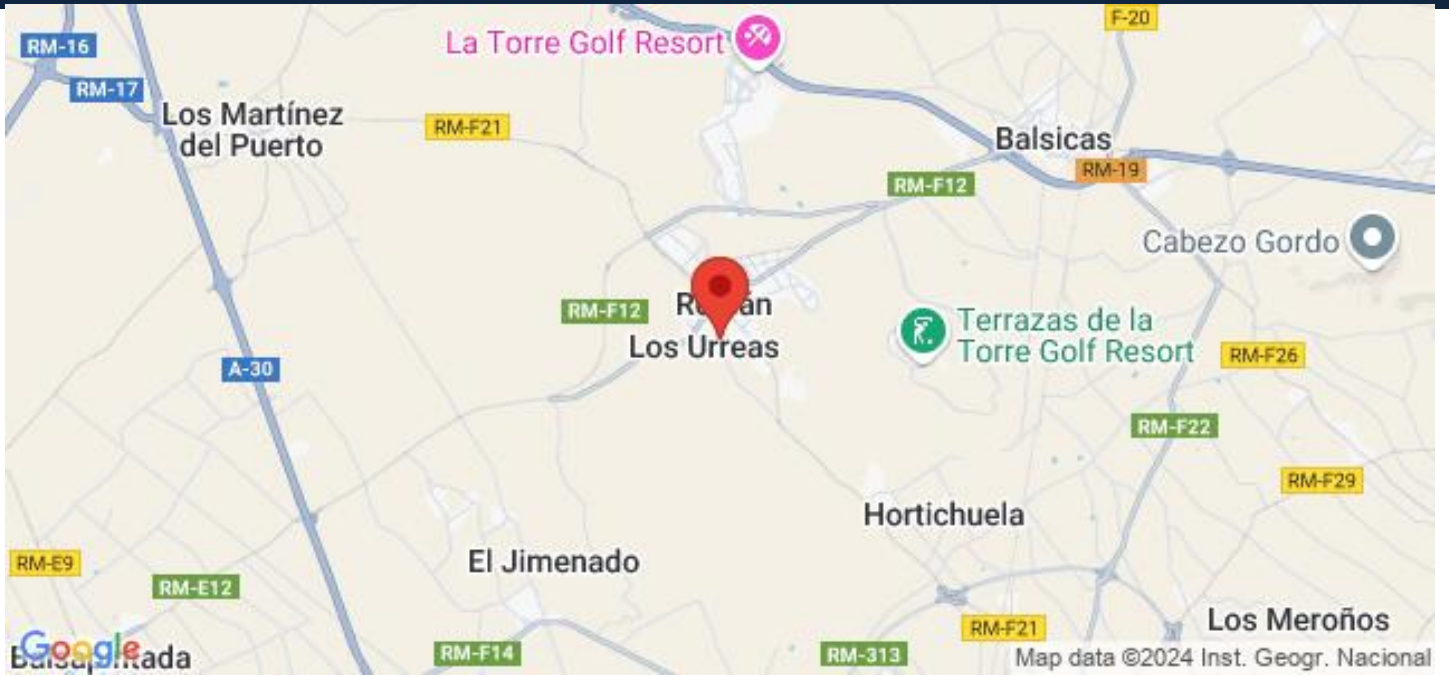 F-20
RM-16
La Torre Golf Resort
RM-17
Los Martínez
del Puerto
RM-F21
Balsicas
RM-19
RM-F12
Cabezo Gordo
RM-F12
Los Urreas
Terrazas de la
Torre Golf Resort
RM-F26
A-30
RM-F22
RM-F29
Hortichuela
El Jimenado
RM-E9
RM-E12
Los Meroños
RM-F21
Google
RM-F14
RM-313
Map data ©2024 Inst. Geogr. Nacional